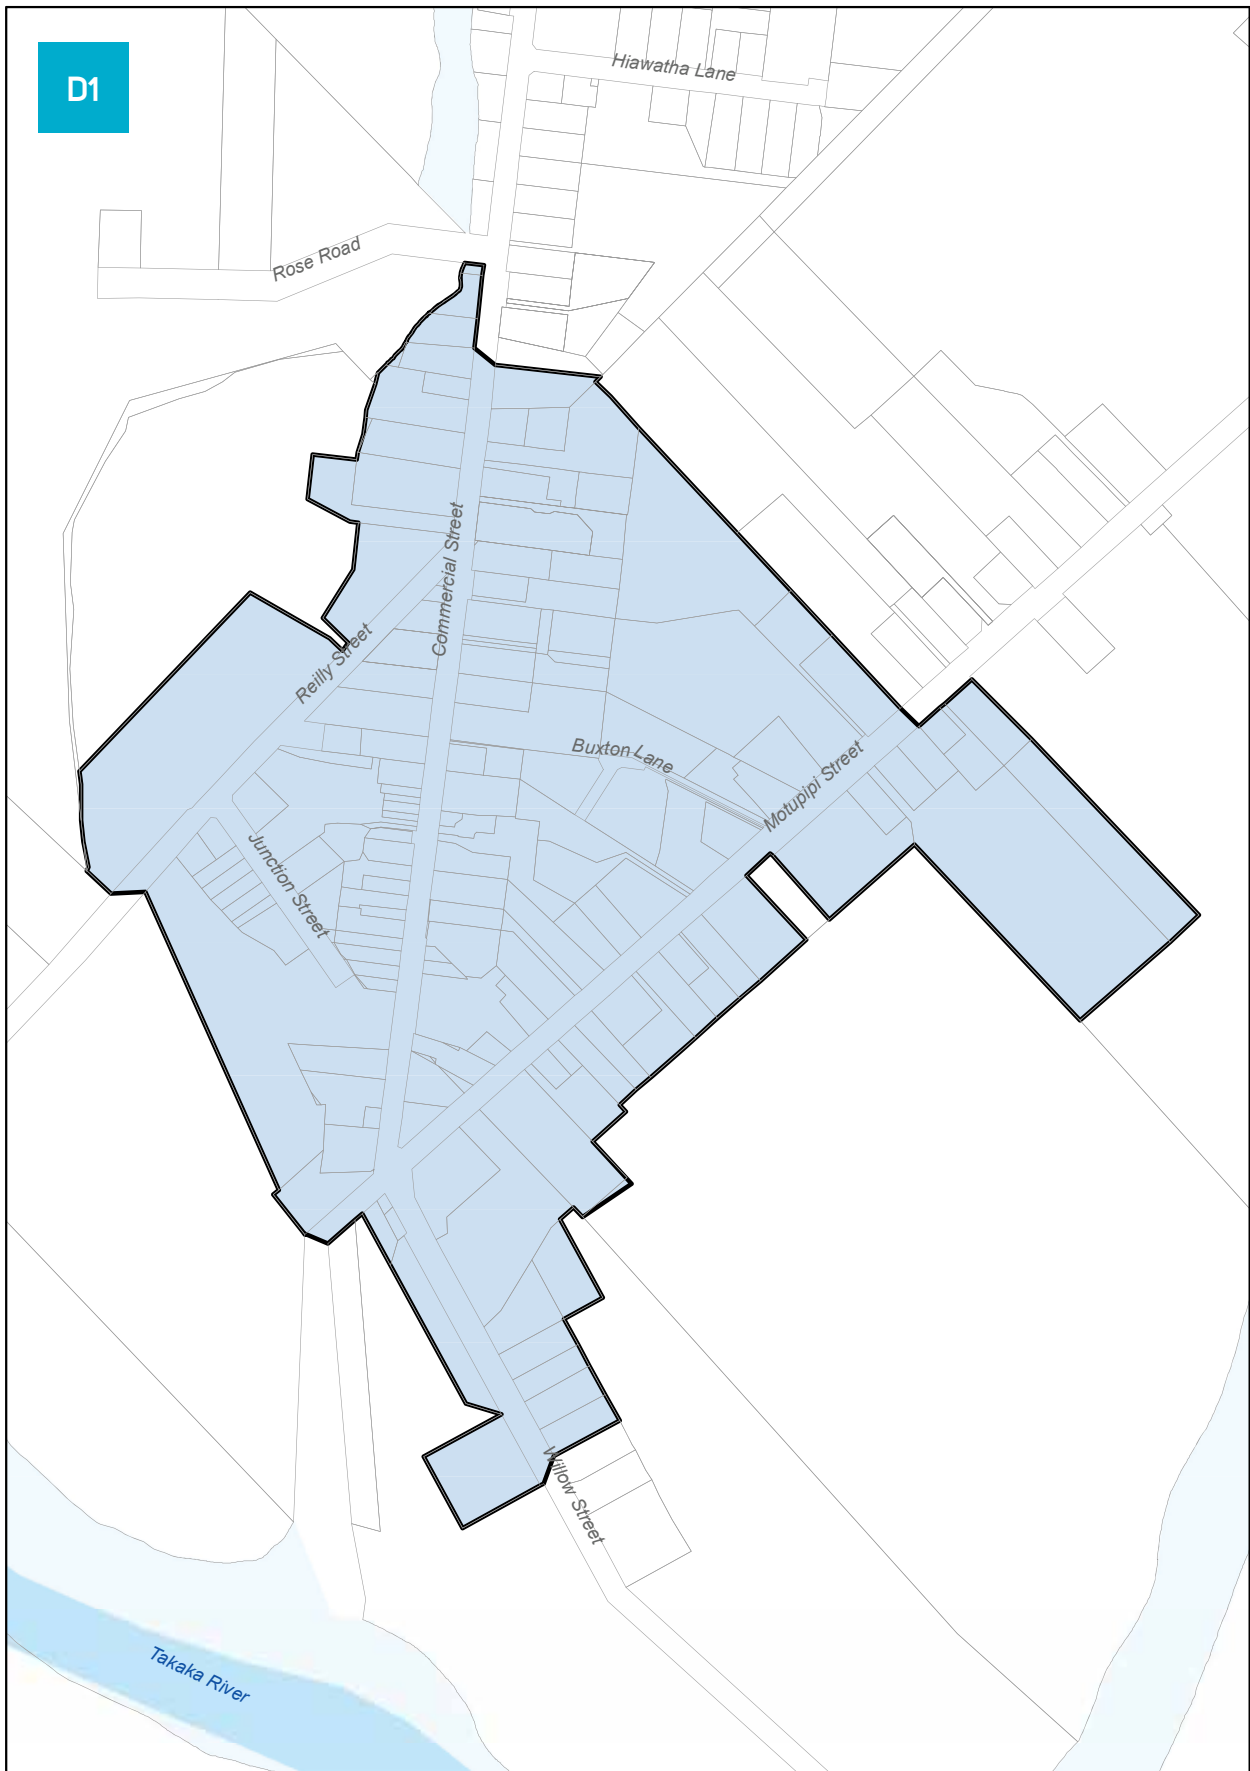 D1
Hiawatha Lane
Rose Road
Commercial Street
Reilly Street
Buxton Lane
Motupipi Street
Junction Street
Willow Street
Takaka River